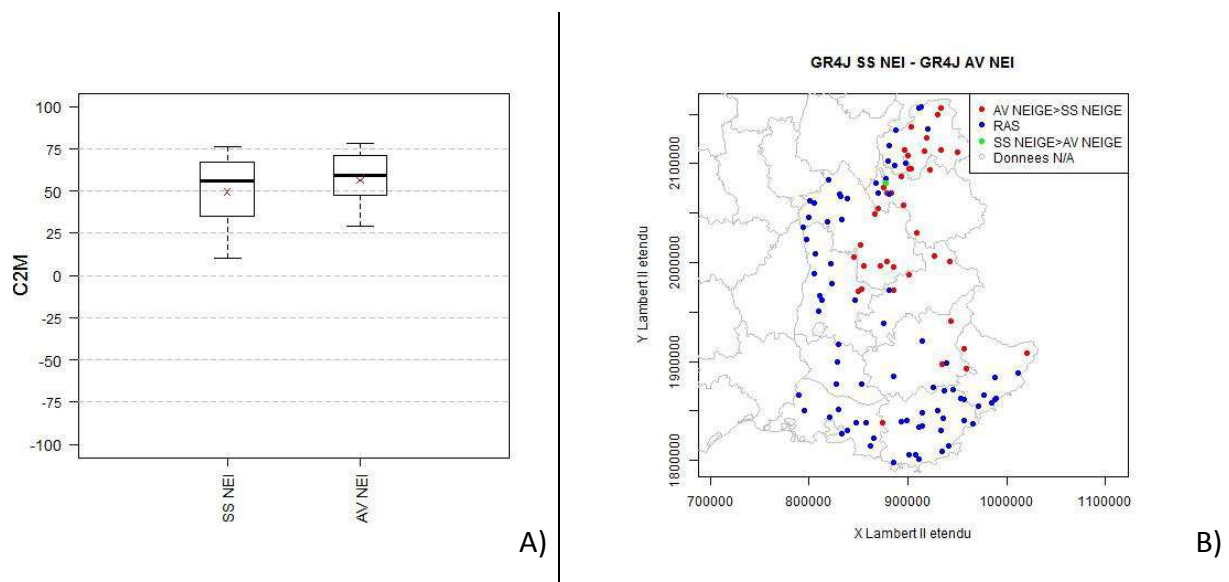 C2M
100
75
50
25
0
-25
-50
-75
-100
SS NEI
AV NEI
A)
GR4J SS NEI - GR4J AV NEI
AV NEIGE>SS NEIGE
RAS
SS NEIGE>AV NEIGE
Donnees N/A
Y Lambert II etendu
2100000
2000000
1900000
1800000
700000
800000
900000
1000000
1100000
X Lambert II etendu
B)